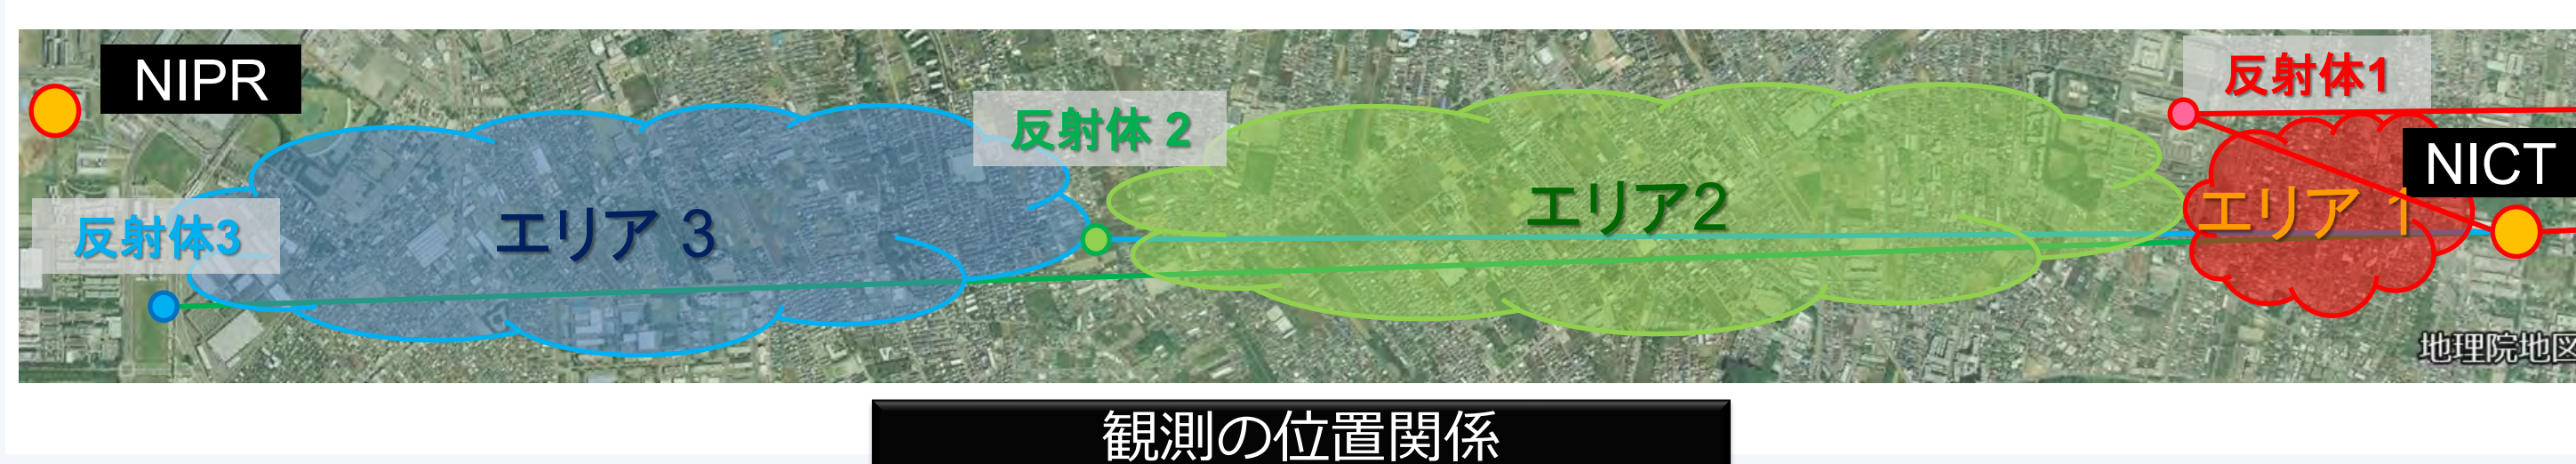 NIPR
反射体1
反射体 2
NICT
エリア 3
エリア2
エリア 1
反射体3
地理院地図
観測の位置関係